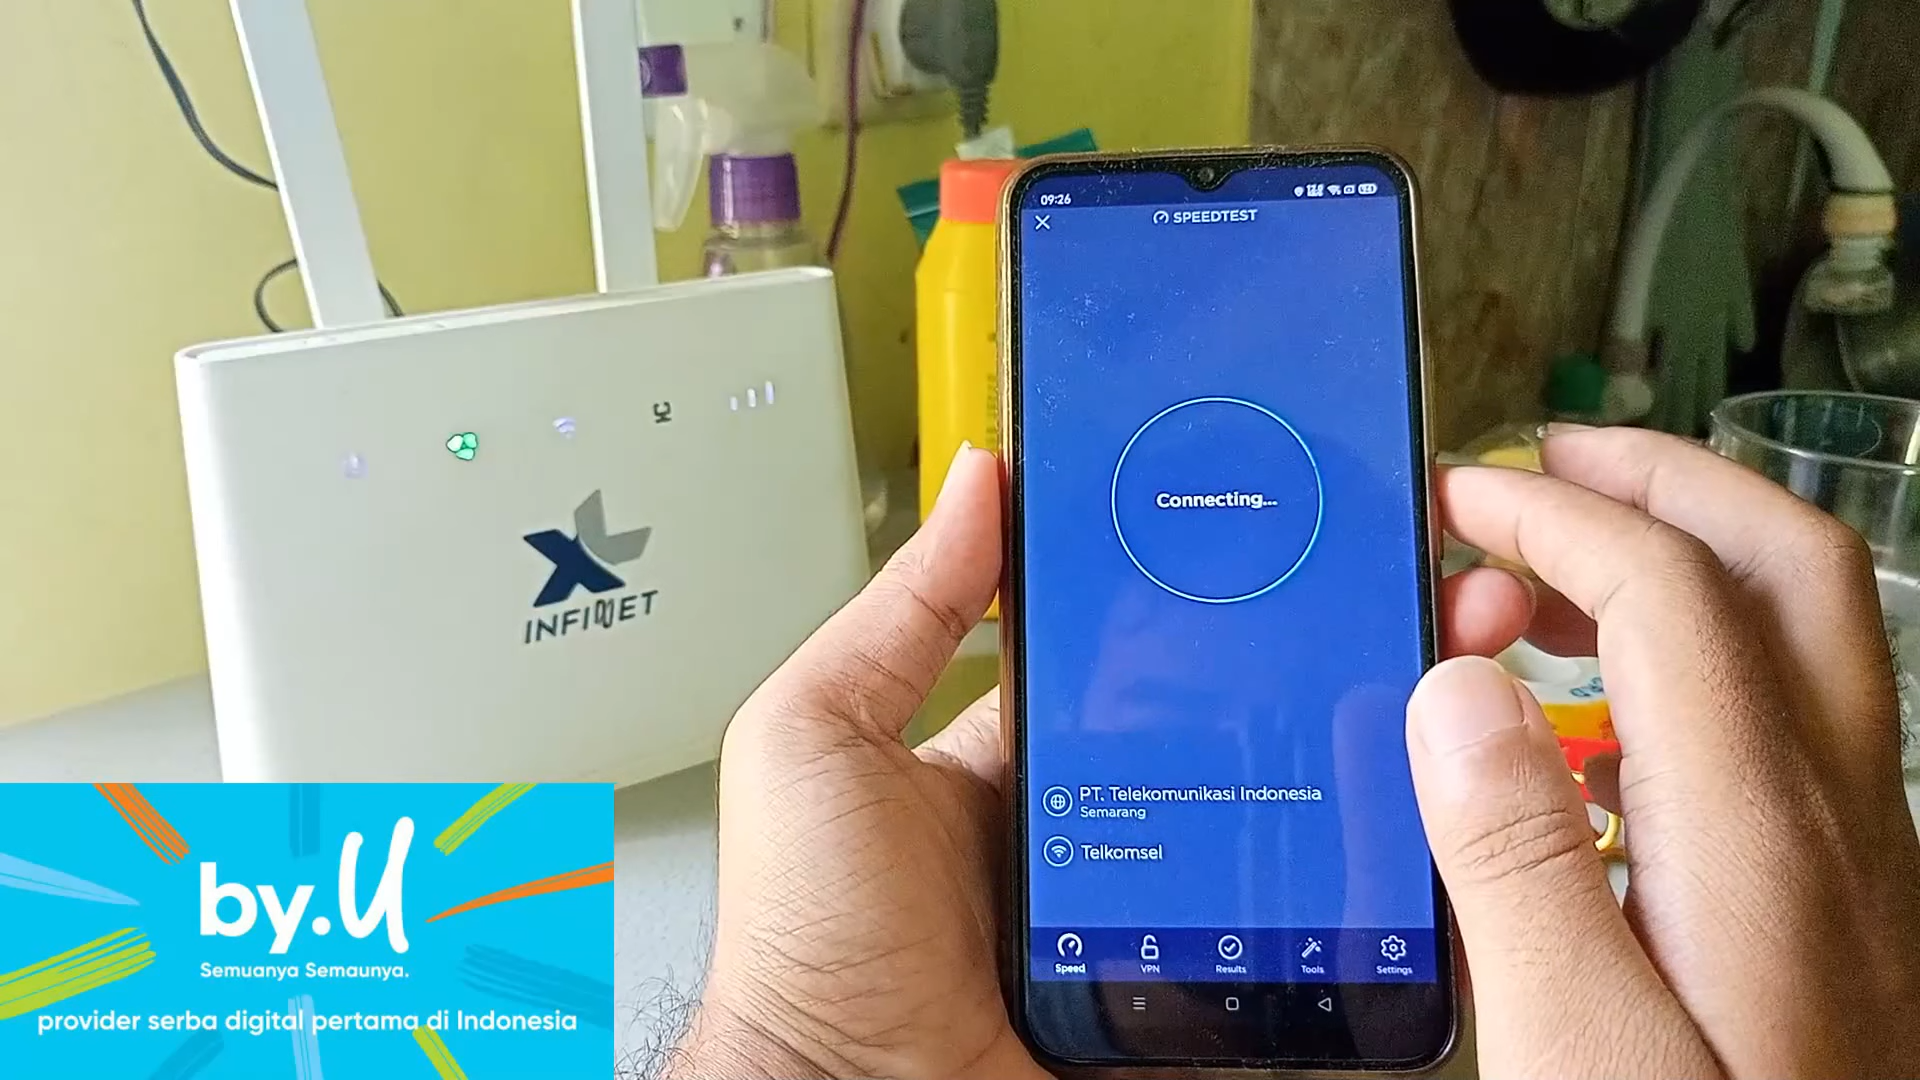 09:26
SPEEDTEST
Connecting...
PT. Telekomunikasi Indonesia
Semarang
Telkomsel
Speed
VPN
Results
Tools
Settings
XL
INFINET
by.U
Semuanya Semaunya.
provider serba digital pertama di Indonesia